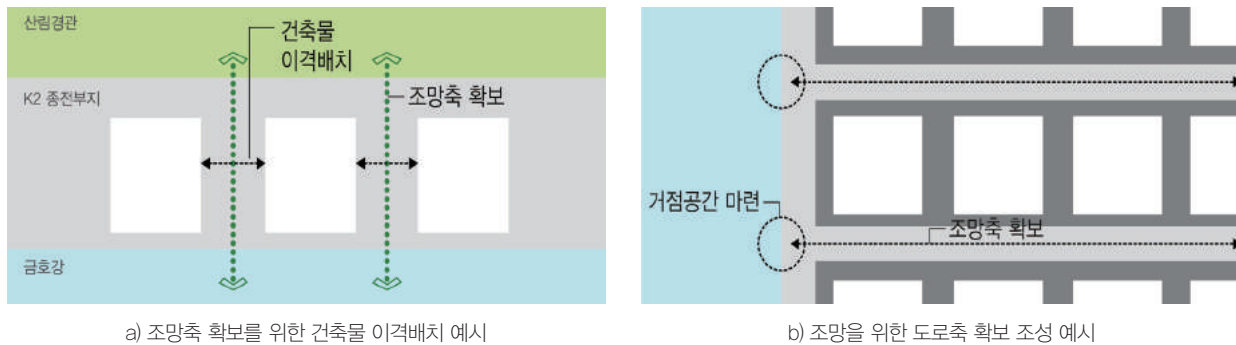 산림경관
건축물
이격배치
K2 종전부지
조망축 확보
금호강
a) 조망축 확보를 위한 건축물 이격배치 예시
거점공간 마련
조망축 확보
b) 조망을 위한 도로축 확보 조성 예시